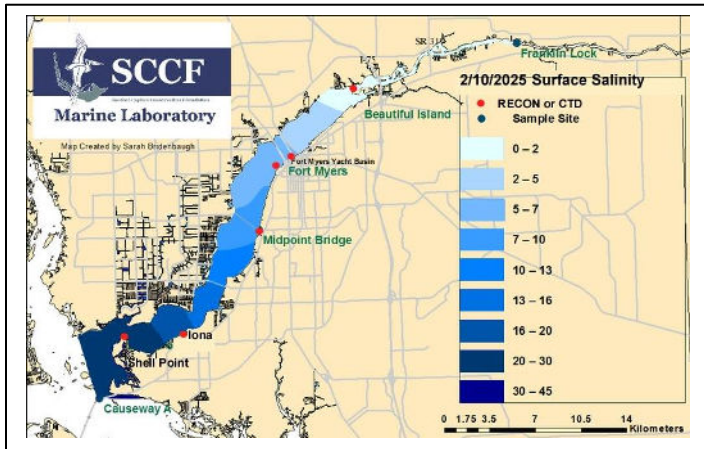 SCCF
Marine Laboratory
Map Created by Sarah Bridenbaugh
SR 31
I-75
Franklin Lock
2/10/2025 Surface Salinity
RECON or CTD
Sample Site
Beautiful Island
Fort Myers Yacht Basin
Fort Myers
Midpoint Bridge
Iona
Shell Point
Causeway A
0 – 2
2 – 5
5 – 7
7 – 10
10 – 13
13 – 16
16 – 20
20 – 30
30 – 45
0 1.75 3.5 7 10.5 14
Kilometers